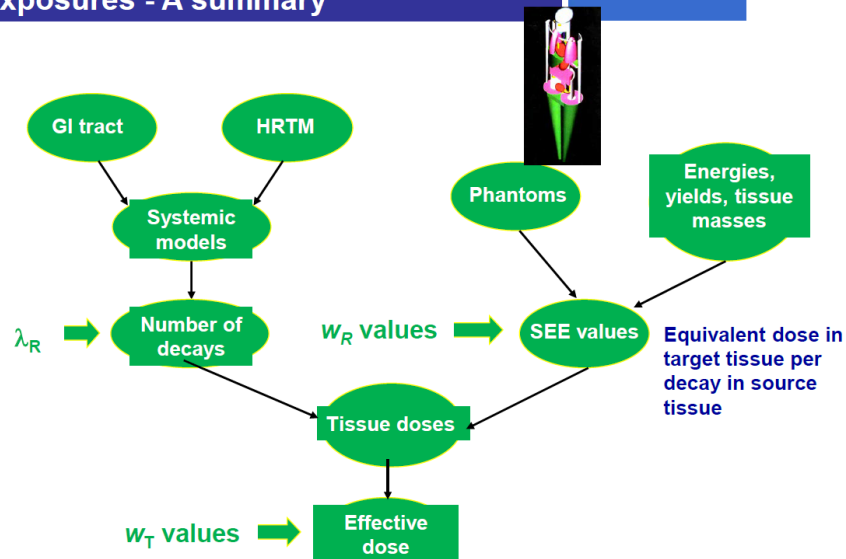 xposures - A summary
GI tract
HRTM
Energies,
yields, tissue
masses
Phantoms
Systemic
models
λR
Number of
decays
wR values
SEE values
Equivalent dose in
target tissue per
decay in source
tissue
Tissue doses
wT values
Effective
dose